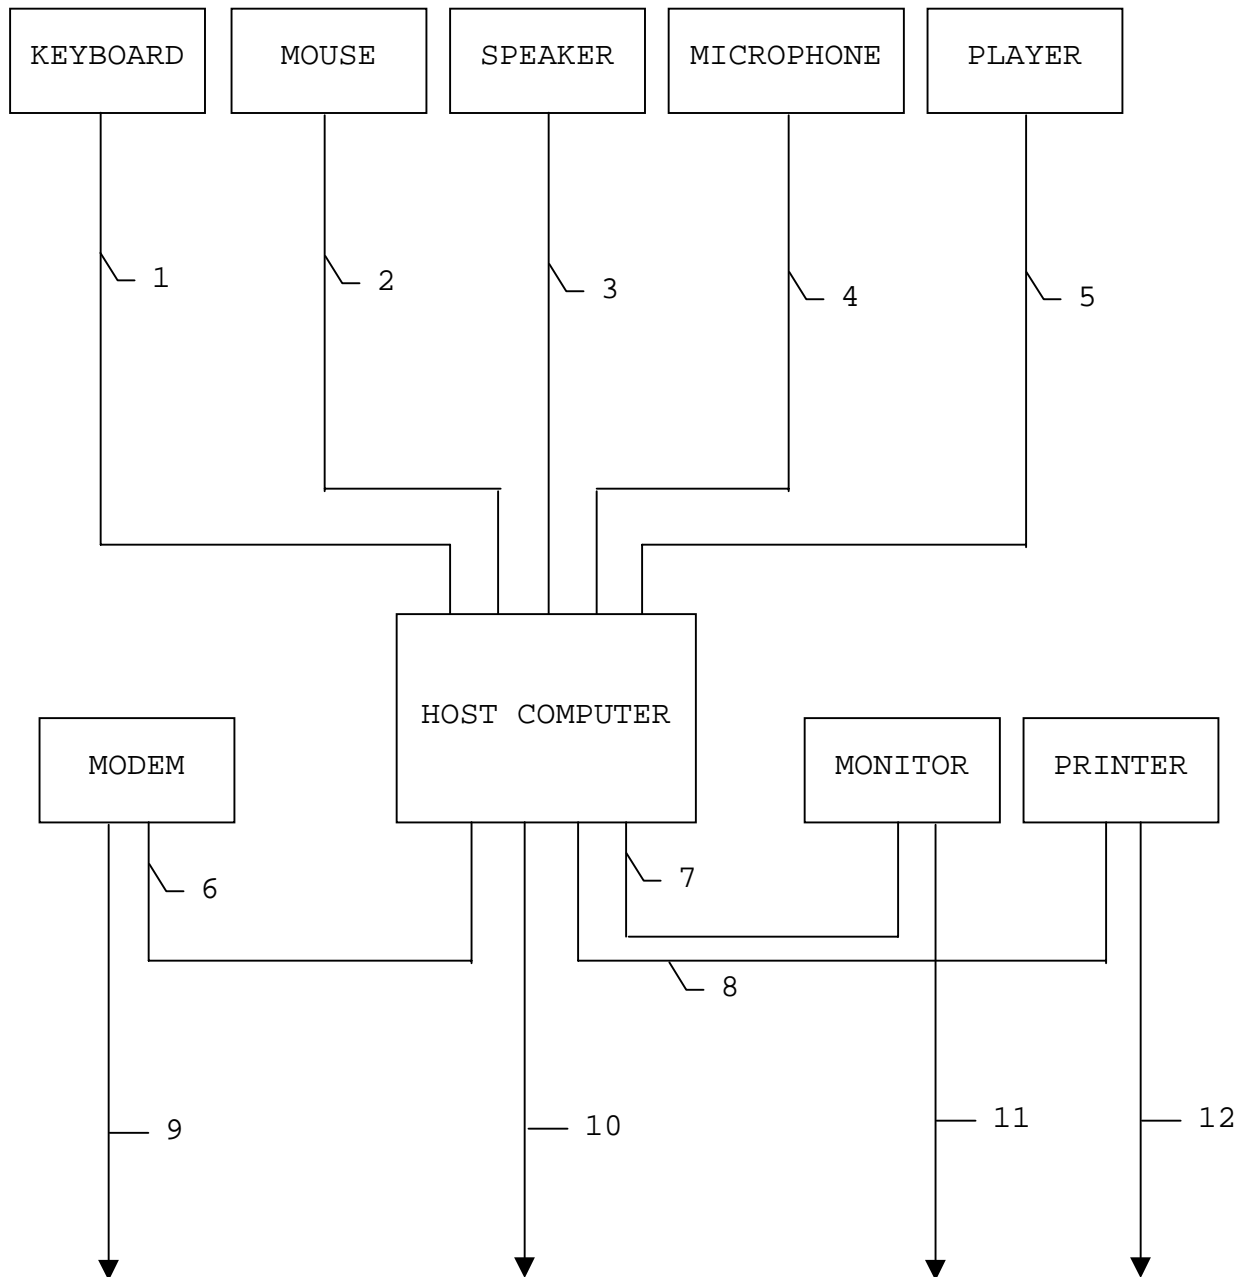 KEYBOARD
MOUSE
SPEAKER
MICROPHONE
PLAYER
1
2
3
4
5
HOST COMPUTER
MODEM
MONITOR
PRINTER
6
7
8
9
10
11
12